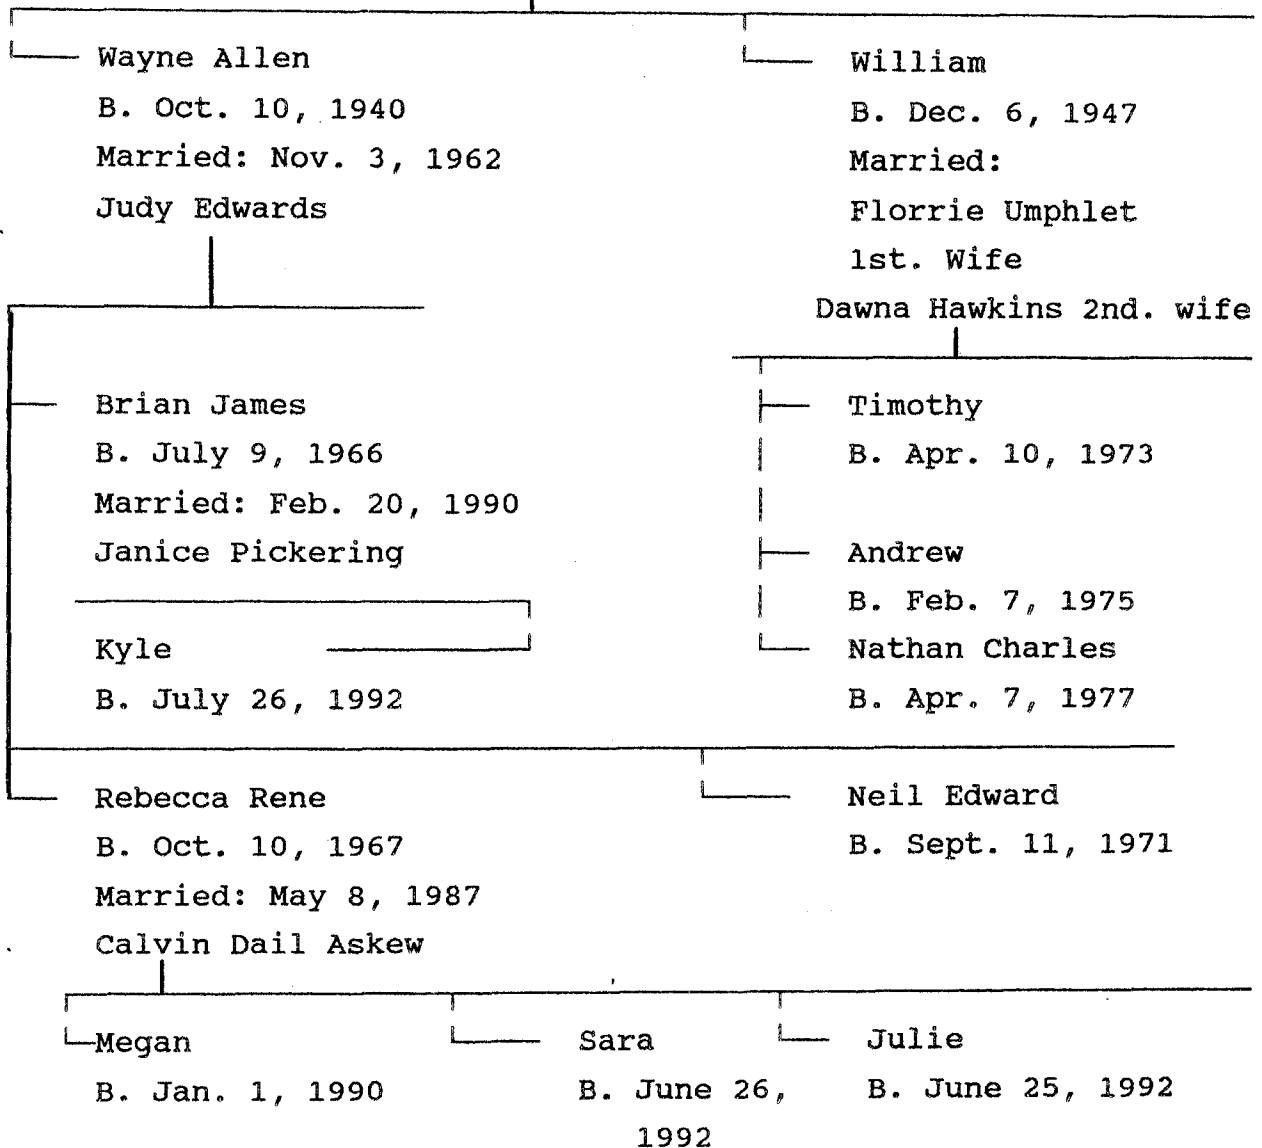 Wayne Allen
B. Oct. 10, 1940
Married: Nov. 3, 1962
Judy Edwards
William
B. Dec. 6, 1947
Married:
Florrie Umphlet
1st. Wife
Dawna Hawkins 2nd. wife
Brian James
B. July 9, 1966
Married: Feb. 20, 1990
Janice Pickering
Kyle
B. July 26, 1992
Timothy
B. Apr. 10, 1973
Andrew
B. Feb. 7, 1975
Nathan Charles
B. Apr. 7, 1977
Rebecca Rene
B. Oct. 10, 1967
Married: May 8, 1987
Calvin Dail Askew
Neil Edward
B. Sept. 11, 1971
Megan
B. Jan. 1, 1990
Sara
B. June 26,
1992
Julie
B. June 25, 1992